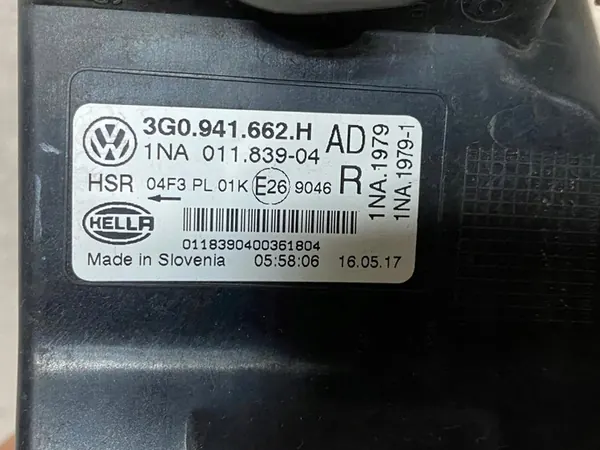 3G0.941.662.H AD
1NA 011.839-04
HSR 04F3 PL 01K E26 9046 R
HELLA
0118390400361804
Made in Slovenia 05:58:06 16.05.17
1NA.1979
1NA.1979-1